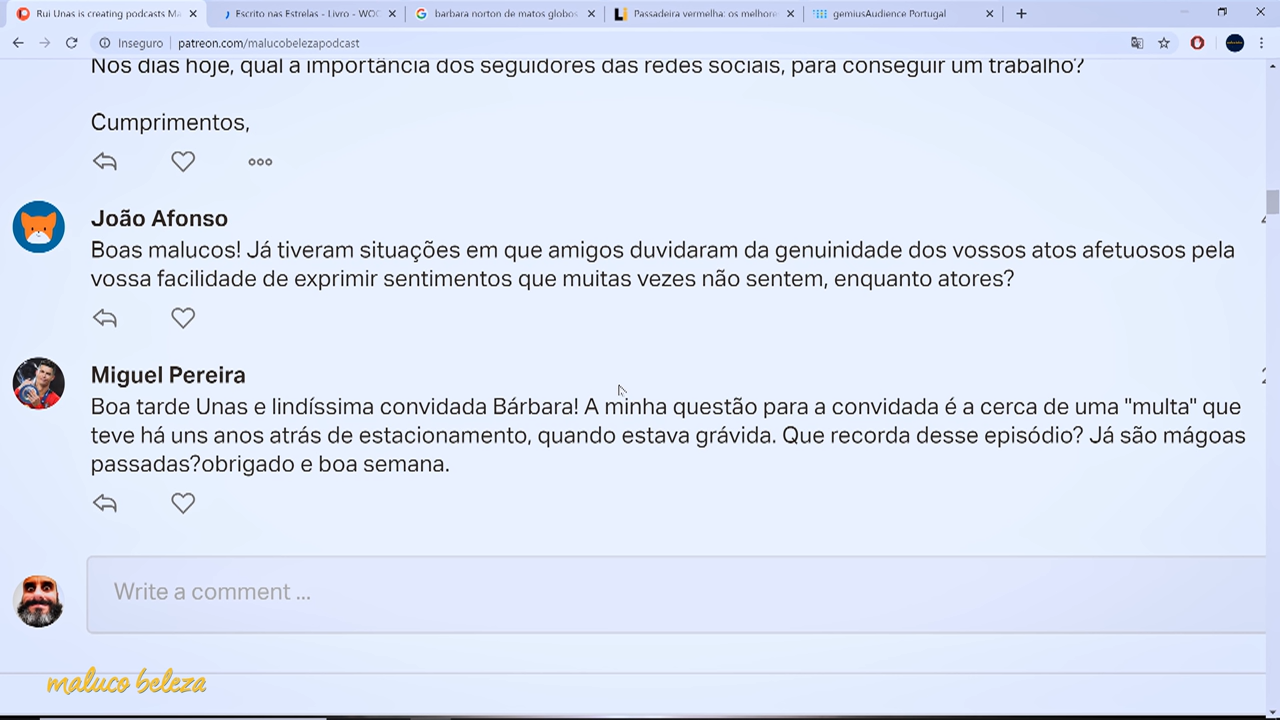 Rui Unas is creating podcasts Ma
Escrito nas Estrelas - Livro - WOO
barbara norton de matos globos
Passadeira vermelha: os melhore
gemiusAudience Portugal
Inseguro
patreon.com/malucobelezapodcast
Nos dias hoje, qual a importância dos seguidores das redes sociais, para conseguir um trabalho?
Cumprimentos,
João Afonso
Boas malucos! Já tiveram situações em que amigos duvidaram da genuinidade dos vossos atos afetuosos pela
vossa facilidade de exprimir sentimentos que muitas vezes não sentem, enquanto atores?
Miguel Pereira
Boa tarde Unas e lindíssima convidada Bárbara! A minha questão para a convidada é a cerca de uma "multa" que
teve há uns anos atrás de estacionamento, quando estava grávida. Que recorda desse episódio? Já são mágoas
passadas?obrigado e boa semana.
Write a comment ...
maluco beleza